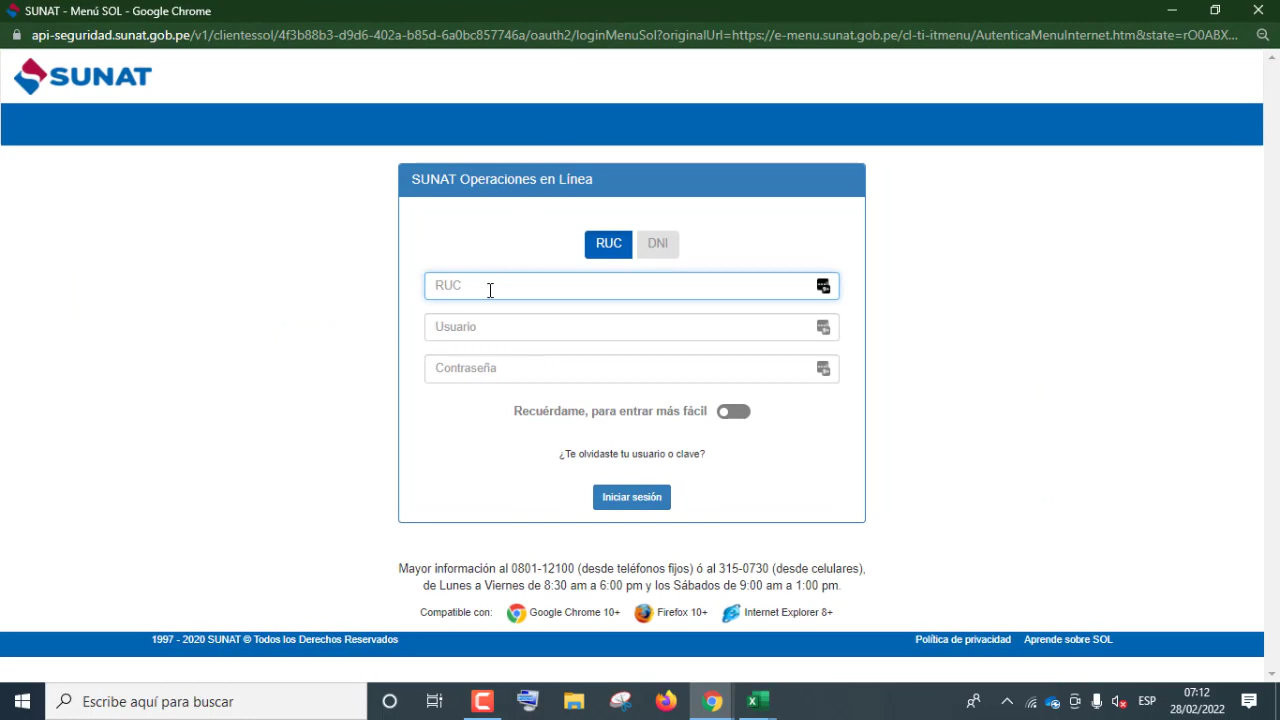 SUNAT - Menú SOL - Google Chrome
api-seguridad.sunat.gob.pe/v1/clientessol/4f3b88b3-d9d6-402a-b85d-6a0bc857746a/oauth2/loginMenuSol?originalUrl=https://e-menu.sunat.gob.pe/cl-ti-itmenu/AutenticaMenuInternet.htm&state=rO0ABX...
SUNAT
SUNAT Operaciones en Línea
RUC DNI
RUC
Usuario
Contraseña
Recuérdame, para entrar más fácil
¿Te olvidaste tu usuario o clave?
Iniciar sesión
Mayor información al 0801-12100 (desde teléfonos fijos) ó al 315-0730 (desde celulares),
de Lunes a Viernes de 8:30 am a 6:00 pm y los Sábados de 9:00 am a 1:00 pm.
Compatible con: Google Chrome 10+ Firefox 10+ Internet Explorer 8+
1997 - 2020 SUNAT © Todos los Derechos Reservados Política de privacidad Aprende sobre SOL
Escribe aquí para buscar
ESP
07:12
28/02/2022